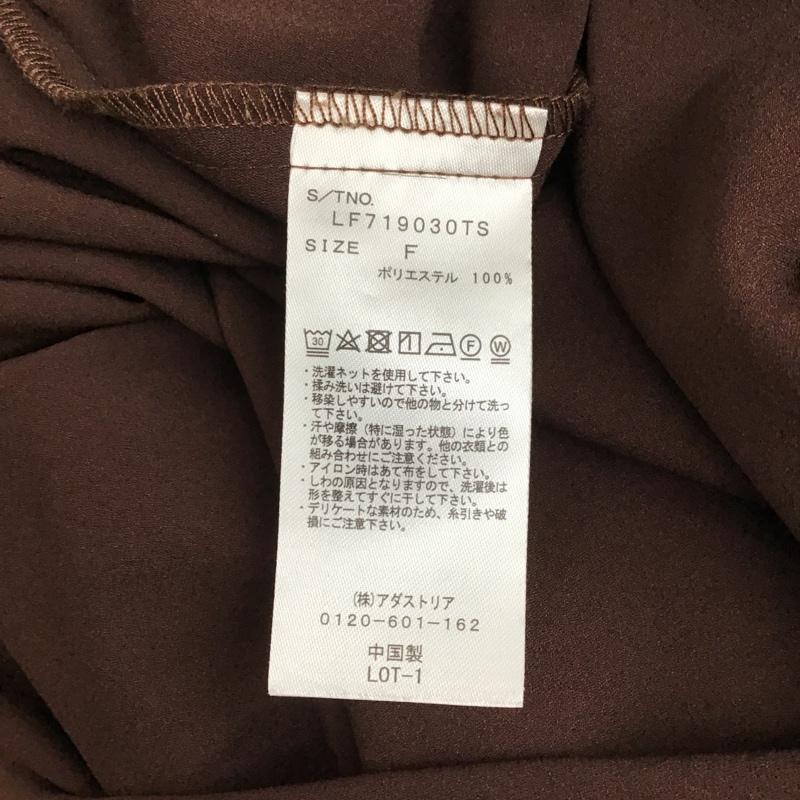 S/TNO.
LF719030TS
SIZE F
ポリエステル 100%
30 F W
・洗濯ネットを使用して下さい。
・揉み洗いは避けて下さい。
・移染しやすいので他の物と分けて洗っ
て下さい。
・汗や摩擦（特に湿った状態）により色
が移る場合があります。他の衣類との
組み合わせにご注意ください。
・アイロン時はあて布をして下さい。
・しわの原因となりますので、洗濯後は
形を整えてすぐに干して下さい。
・デリケートな素材のため、糸引きや破
損にご注意下さい。
(株)アダストリア
0120-601-162
中国製
LOT-1